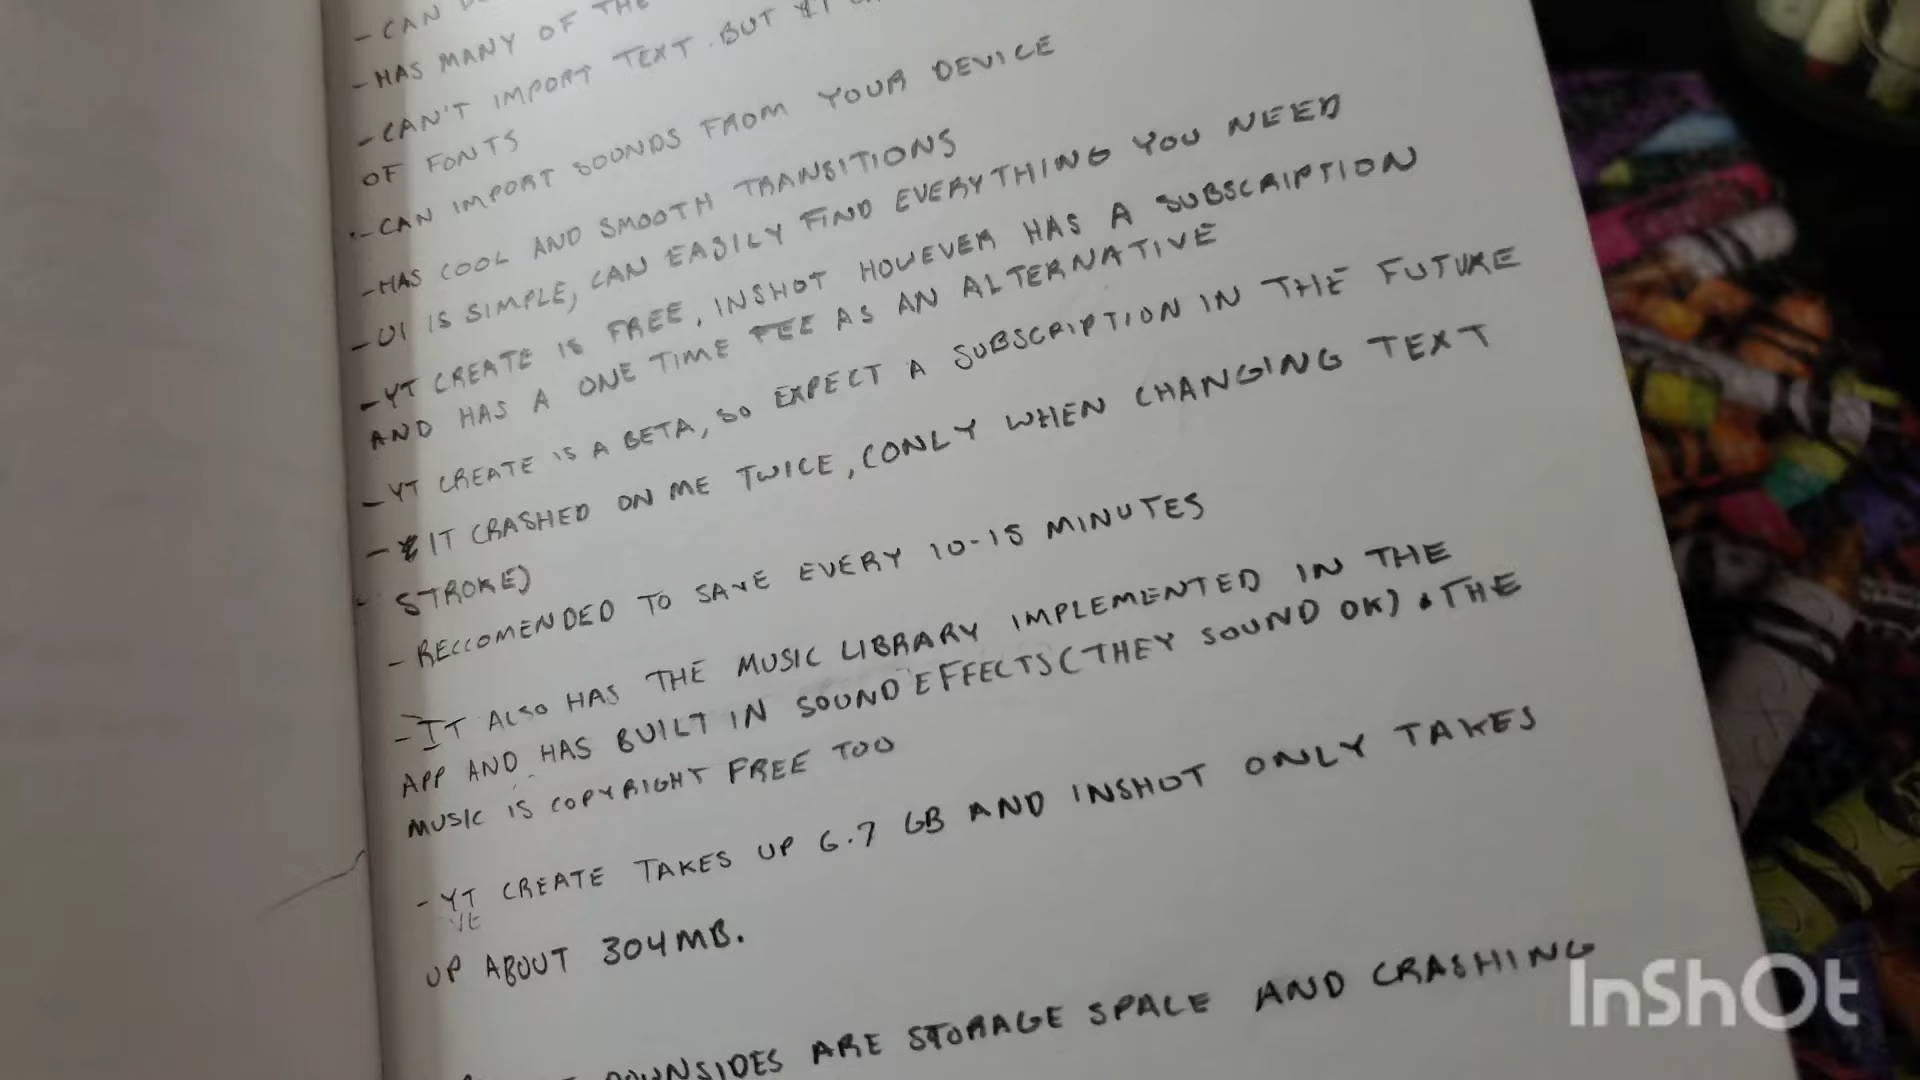 - CAN
- HAS MANY OF THE
- CAN'T IMPORT TEXT. BUT
OF FONTS
- CAN IMPORT SOUNDS FROM YOUR DEVICE
- HAS COOL AND SMOOTH TRANSITIONS
- UI IS SIMPLE, CAN EASILY FIND EVERYTHING YOU NEED
- YT CREATE IS FREE, INSHOT HOWEVER HAS A SUBSCRIPTION
AND HAS A ONE TIME FEE AS AN ALTERNATIVE
- YT CREATE IS A BETA, SO EXPECT A SUBSCRIPTION IN THE FUTURE
- IT CRASHED ON ME TWICE, (ONLY WHEN CHANGING TEXT
STROKE)
- RECCOMENDED TO SAVE EVERY 10-15 MINUTES
- IT ALSO HAS THE MUSIC LIBRARY IMPLEMENTED IN THE
APP AND HAS BUILT IN SOUND EFFECTS (THEY SOUND OK). THE
MUSIC IS COPYRIGHT FREE TOO
- YT CREATE TAKES UP 6.7 GB AND INSHOT ONLY TAKES
UP ABOUT 304MB.
DOWNSIDES ARE STORAGE SPACE AND CRASHING
InShOt